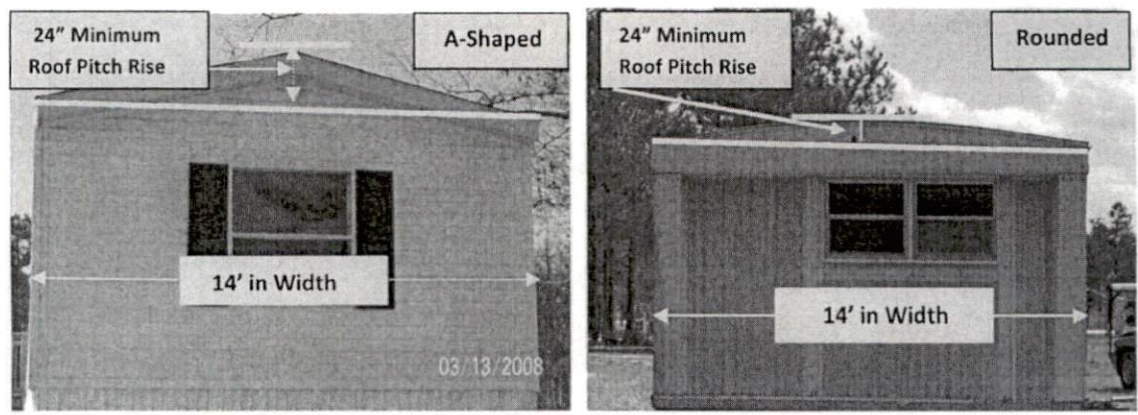 24” Minimum
Roof Pitch Rise
A-Shaped
14’ in Width
03/13/2008
24” Minimum
Roof Pitch Rise
Rounded
14’ in Width